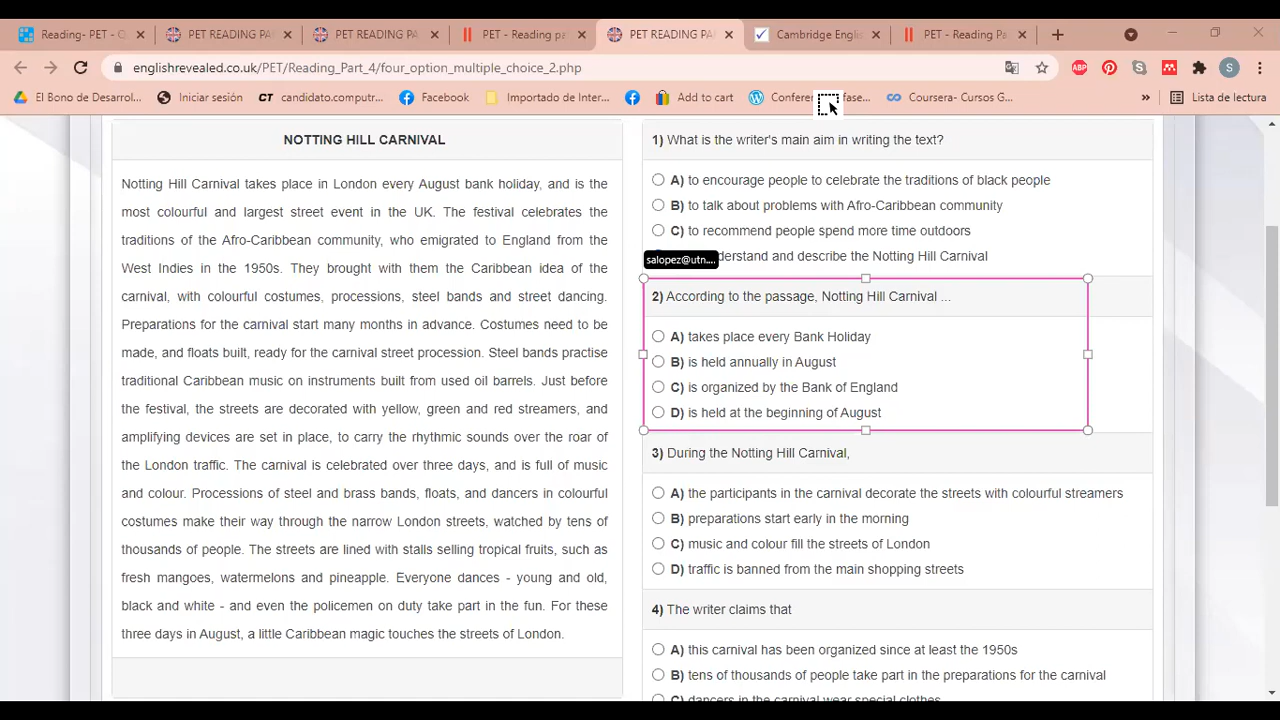 Reading- PET - C
READING PA
READING PA
PET - Reading pa
PET READING PA
Cambridge Engli
PET - Reading Pa
englishrevealed.co.uk/PET/Reading_Part_4/four_option_multiple_choice_2.php
S
El Bono de Desarrol...
Iniciar sesión
candidato.computr...
Facebook
Importado de Inter...
Add to cart
fase...
Coursera- Cursos G...
Lista de lectura
NOTTING HILL CARNIVAL
Notting Hill Carnival takes place in London every August bank holiday, and is the
most colourful and largest street event in the UK. The festival celebrates the
traditions of the Afro-Caribbean community, who emigrated to England from the
West Indies in the 1950s. They brought with them the Caribbean idea of the
carnival, with colourful costumes, processions, steel bands and street dancing.
Preparations for the carnival start many months in advance. Costumes need to be
made, and floats built, ready for the carnival street procession. Steel bands practise
traditional Caribbean music on instruments built from used oil barrels. Just before
the festival, the streets are decorated with yellow, green and red streamers, and
amplifying devices are set in place, to carry the rhythmic sounds over the roar of
the London traffic. The carnival is celebrated over three days, and is full of music
and colour. Processions of steel and brass bands, floats, and dancers in colourful
costumes make their way through the narrow London streets, watched by tens of
thousands of people. The streets are lined with stalls selling tropical fruits, such as
fresh mangoes, watermelons and pineapple. Everyone dances - young and old,
black and white - and even the policemen on duty take part in the fun. For these
three days in August, a little Caribbean magic touches the streets of London.
1) What is the writer's main aim in writing the text?
A) to encourage people to celebrate the traditions of black people
B) to talk about problems with Afro-Caribbean community
C) to recommend people spend more time outdoors
salopez@utn....
derstand and describe the Notting Hill Carnival
2) According to the passage, Notting Hill Carnival ...
A) takes place every Bank Holiday
B) is held annually in August
C) is organized by the Bank of England
D) is held at the beginning of August
3) During the Notting Hill Carnival,
A) the participants in the carnival decorate the streets with colourful streamers
B) preparations start early in the morning
C) music and colour fill the streets of London
D) traffic is banned from the main shopping streets
4) The writer claims that
A) this carnival has been organized since at least the 1950s
B) tens of thousands of people take part in the preparations for the carnival
C) dancers in the carnival wear special clothes